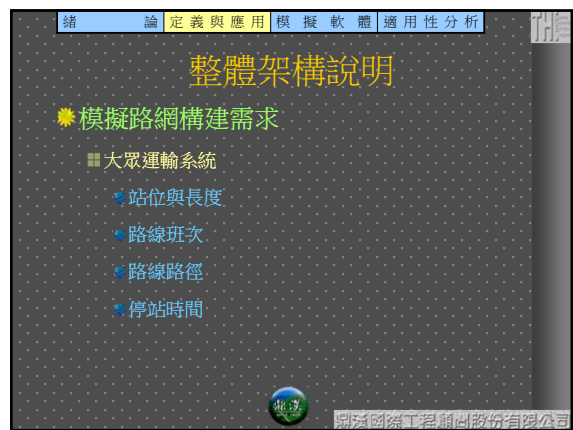 緒論 定義與應用 模擬軟體 適用性分析
THI
整體架構說明
模擬路網構建需求
大眾運輸系統
站位與長度
路線班次
路線路徑
停站時間
鼎漢
鼎漢國際工程顧問股份有限公司